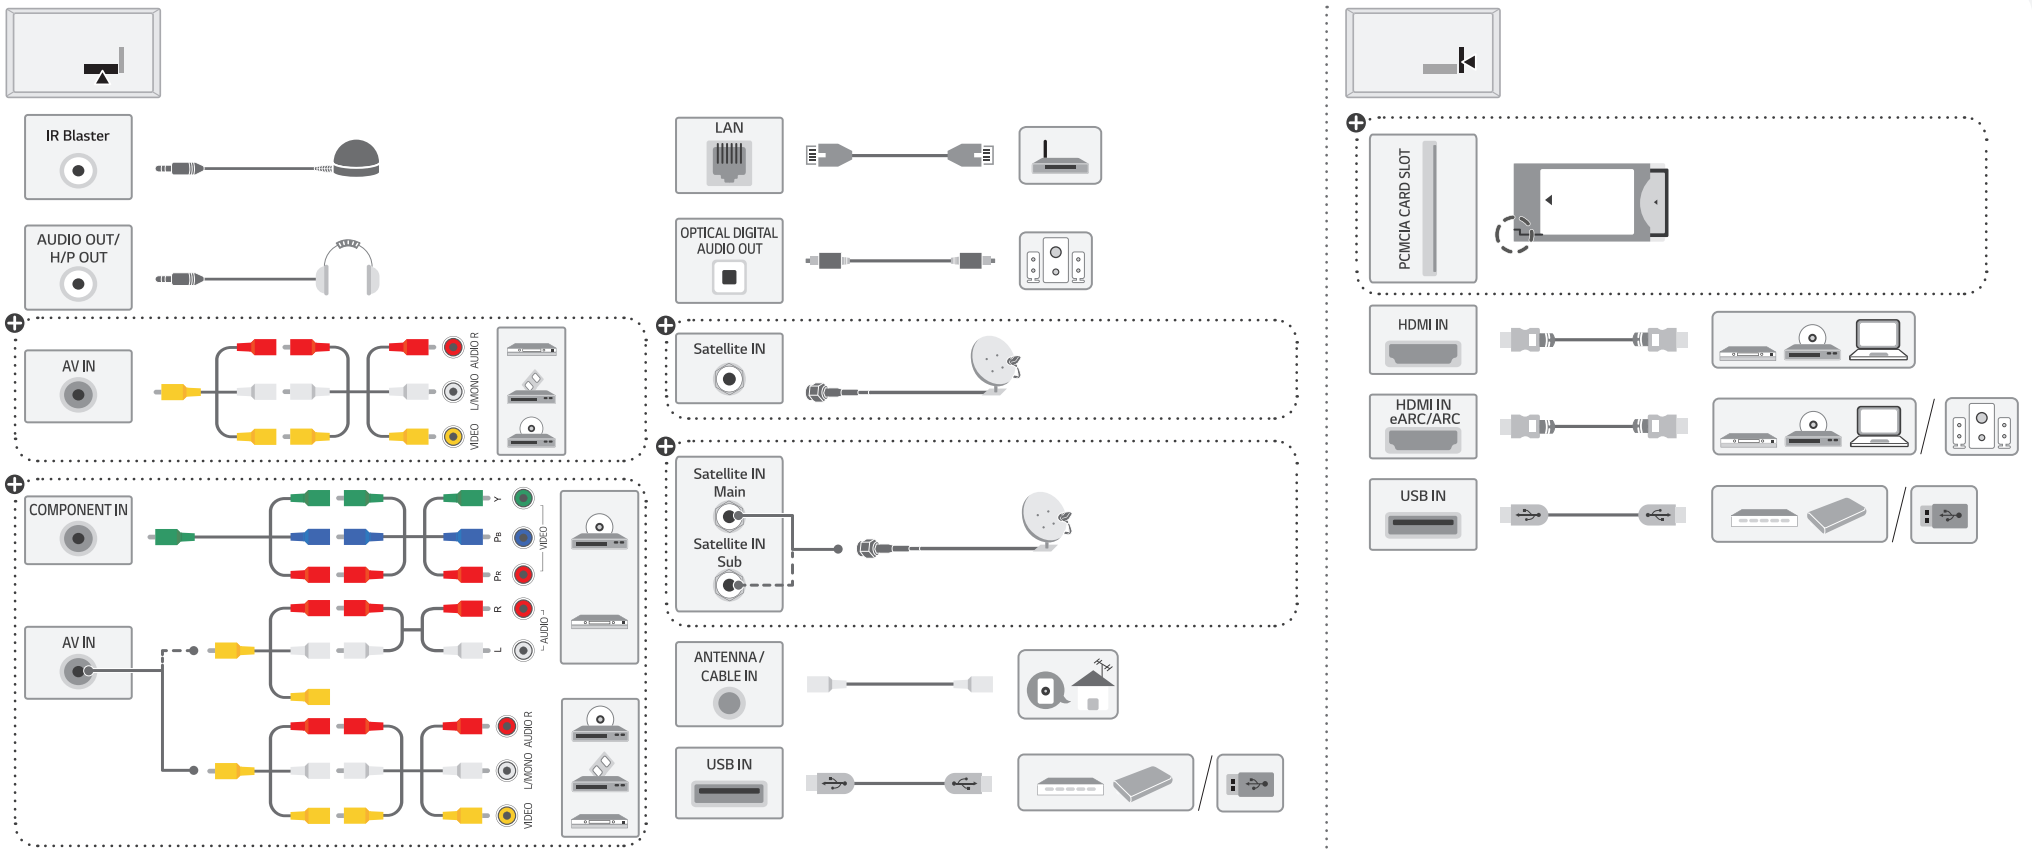 IR Blaster
AUDIO OUT/
H/P OUT
AV IN
AUDIO R
L/MONO
VIDEO
COMPONENT IN
Y
PB
PR
VIDEO
R
L
AUDIO
AV IN
AUDIO R
L/MONO
VIDEO
LAN
OPTICAL DIGITAL
AUDIO OUT
Satellite IN
Satellite IN
Main
Satellite IN
Sub
ANTENNA/
CABLE IN
USB IN
PCMCIA CARD SLOT
HDMI IN
HDMI IN
eARC/ARC
USB IN